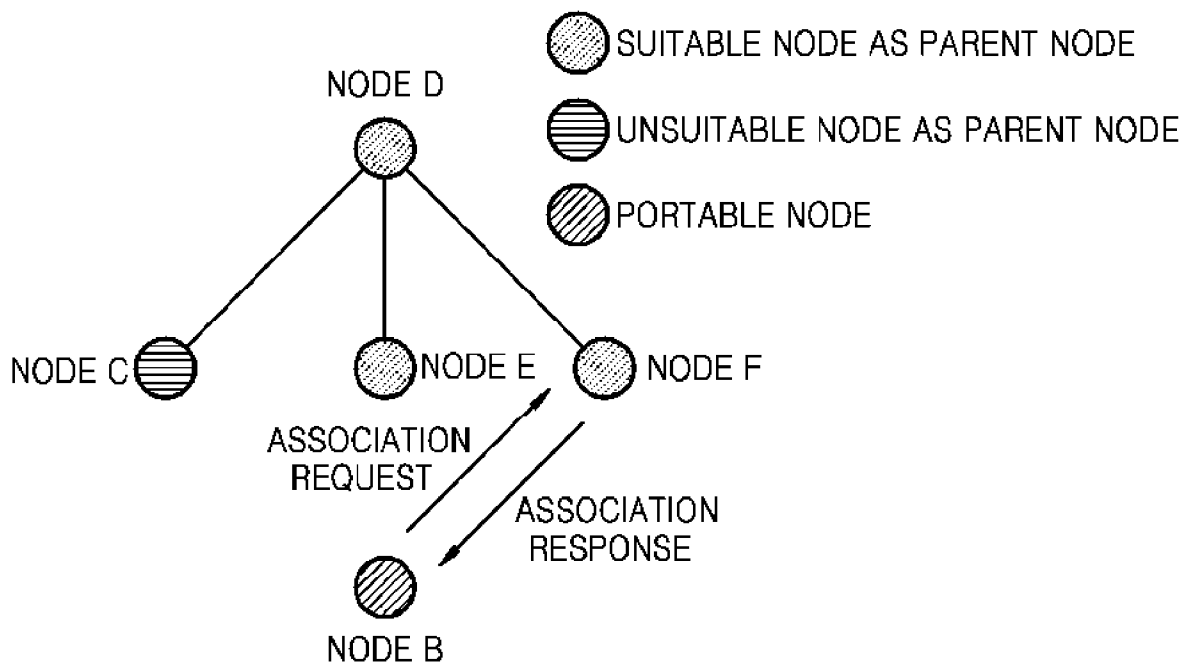 SUITABLE NODE AS PARENT NODE
NODE D
UNSUITABLE NODE AS PARENT NODE
PORTABLE NODE
NODE C
NODE E
NODE F
ASSOCIATION
REQUEST
ASSOCIATION
RESPONSE
NODE B